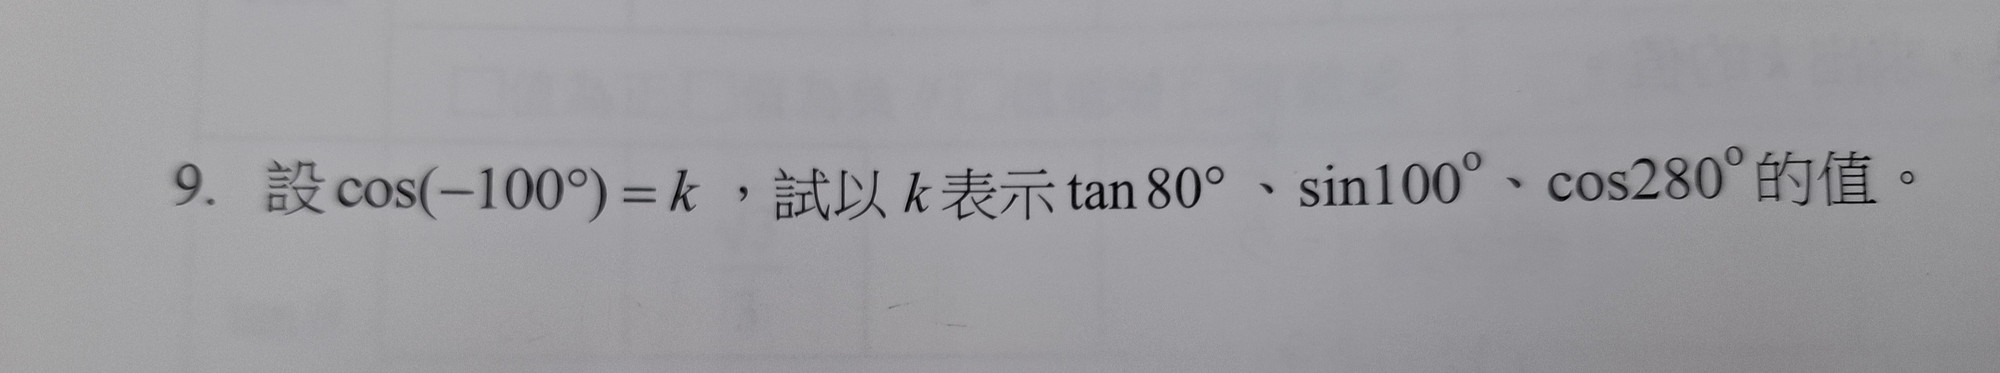 9. 設 cos(−100°) = k ，試以 k 表示 tan 80° 、sin100°、cos280° 的值。